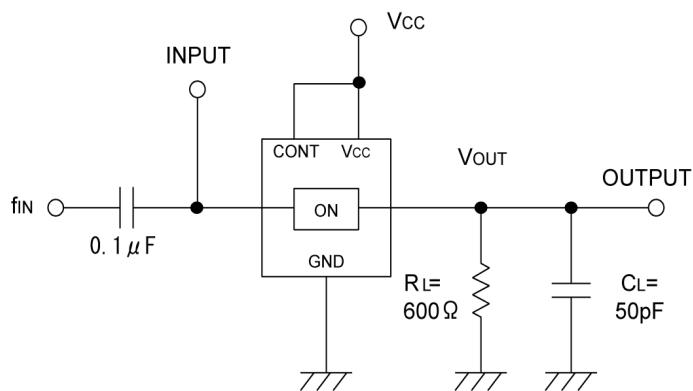 Vcc
INPUT
CONT Vcc
VOUT
OUTPUT
fIN
ON
0.1μF
GND
RL=
600Ω
CL=
50pF